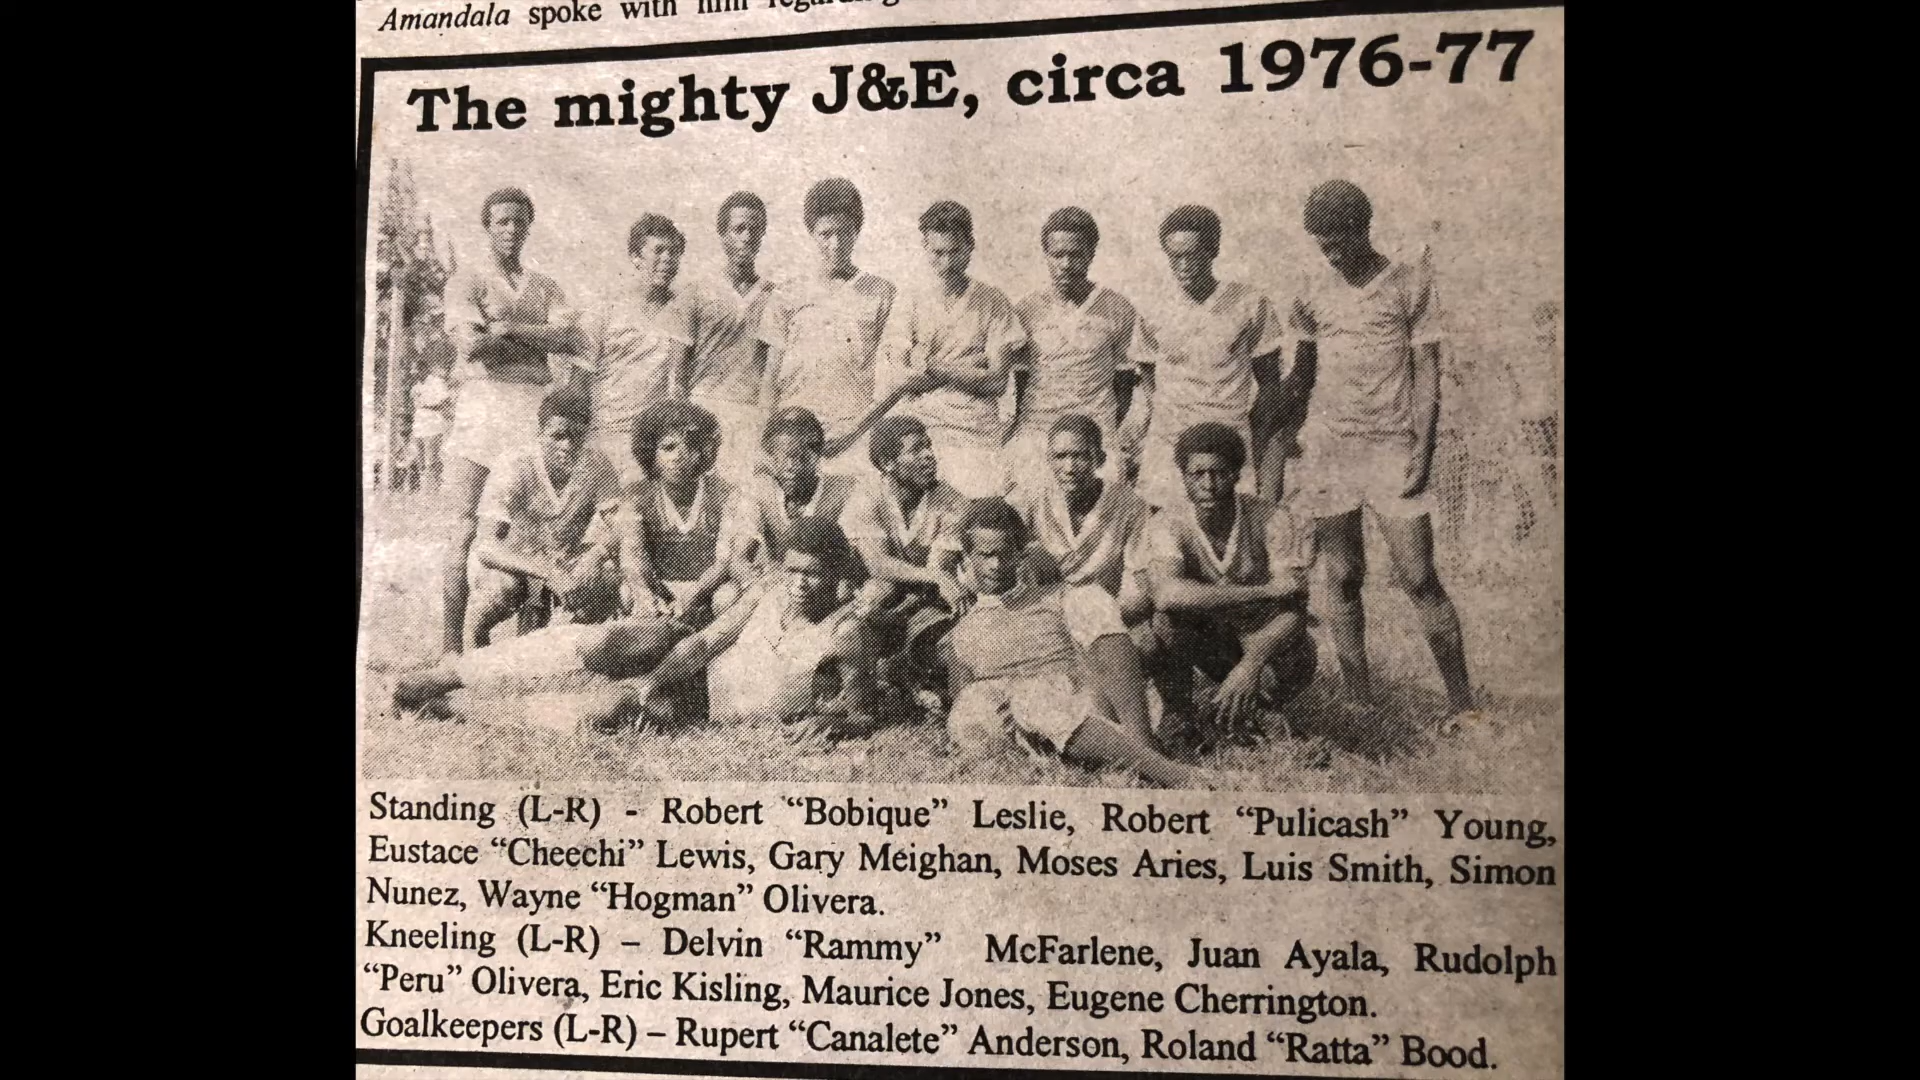 Amandala spoke with him
The mighty J&E, circa 1976-77
Standing (L-R) - Robert “Bobique” Leslie, Robert “Pulicash” Young,
Eustace “Cheechi” Lewis, Gary Meighan, Moses Aries, Luis Smith, Simon
Nunez, Wayne “Hogman” Olivera.
Kneeling (L-R) – Delvin “Rammy” McFarlene, Juan Ayala, Rudolph
“Peru” Olivera, Eric Kisling, Maurice Jones, Eugene Cherrington.
Goalkeepers (L-R) – Rupert “Canalete” Anderson, Roland “Ratta” Bood.